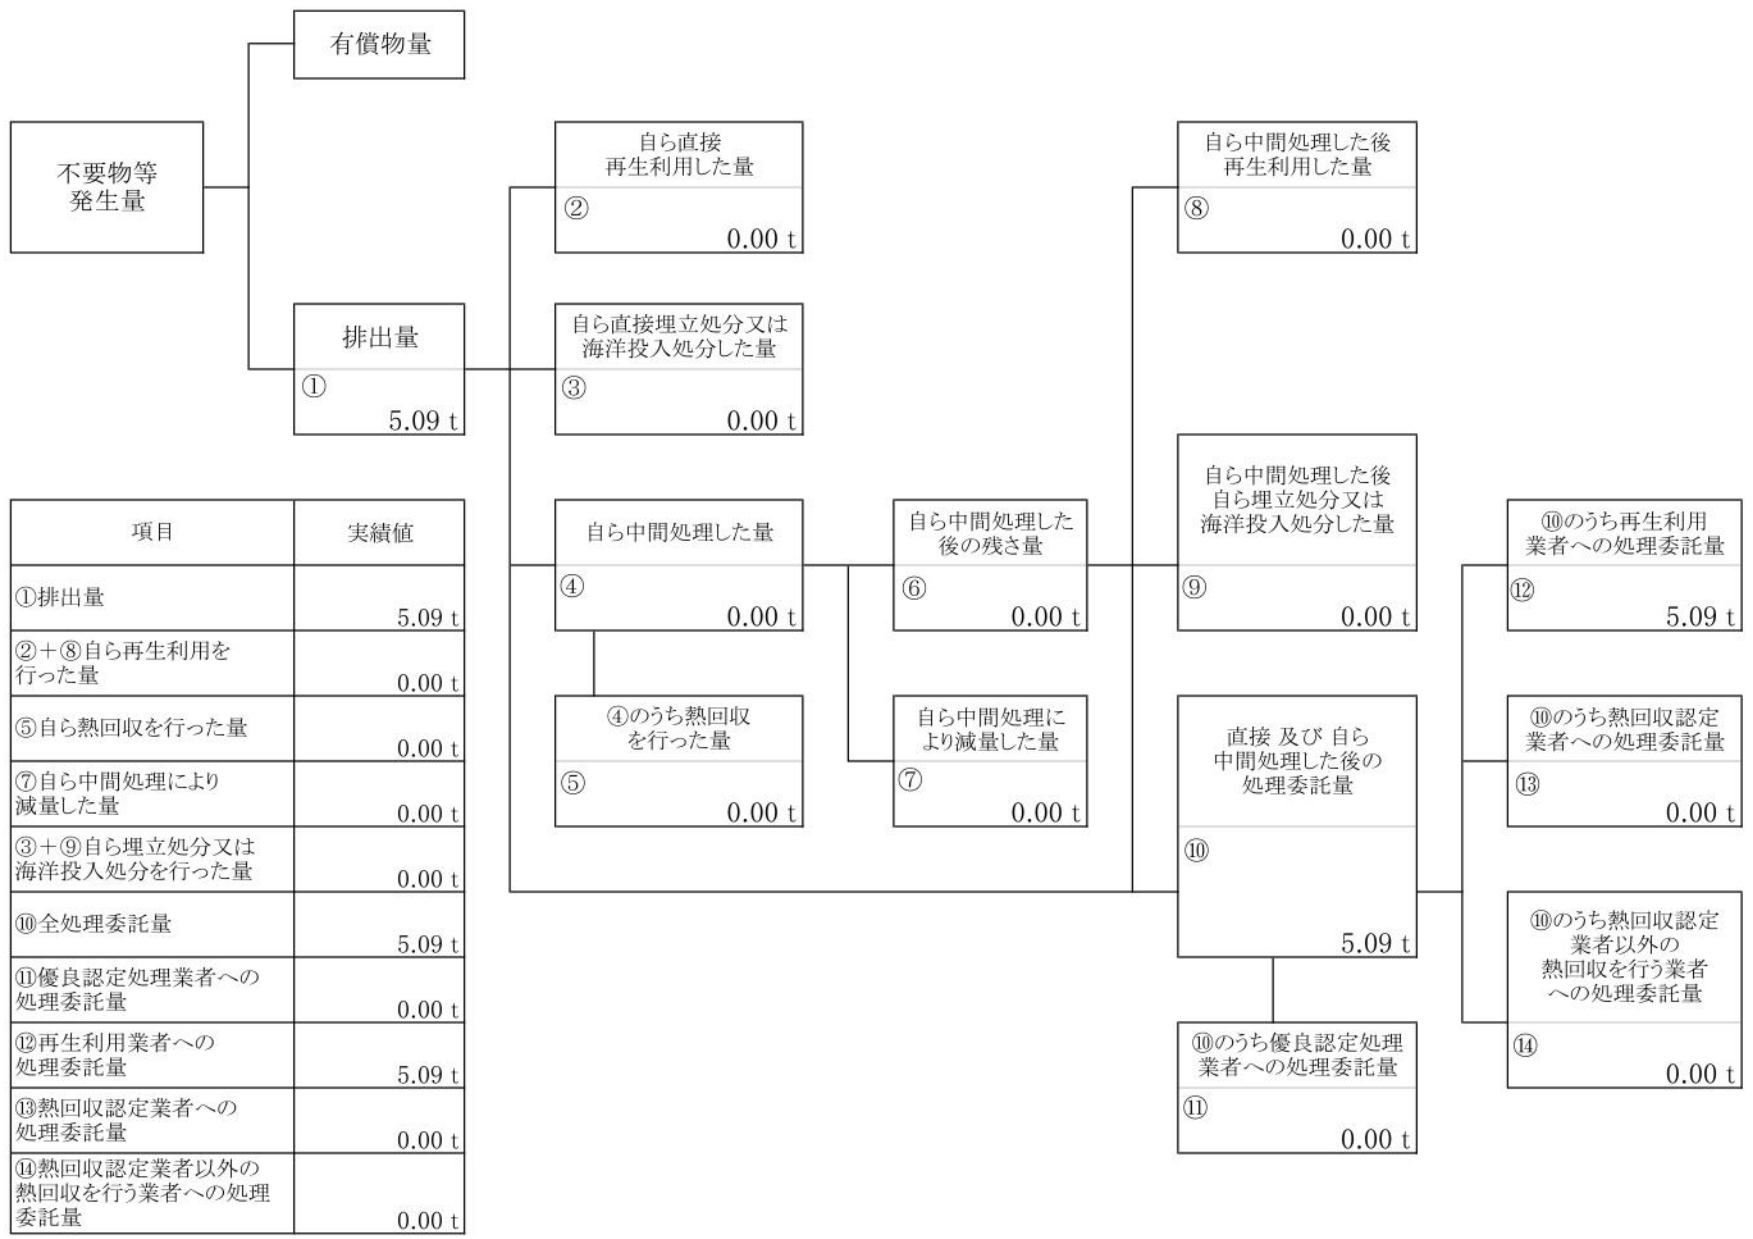 有償物量
不要物等
発生量
自ら直接
再生利用した量
②
0.00 t
自ら中間処理した後
再生利用した量
⑧
0.00 t
排出量
①
5.09 t
自ら直接埋立処分又は
海洋投入処分した量
③
0.00 t
自ら中間処理した量
④
0.00 t
自ら中間処理した
後の残さ量
⑥
0.00 t
自ら中間処理した後
自ら埋立処分又は
海洋投入処分した量
⑨
0.00 t
⑩のうち再生利用
業者への処理委託量
⑫
5.09 t
④のうち熱回収
を行った量
⑤
0.00 t
自ら中間処理に
より減量した量
⑦
0.00 t
直接 及び 自ら
中間処理した後の
処理委託量
⑩
5.09 t
⑩のうち熱回収認定
業者への処理委託量
⑬
0.00 t
⑩のうち熱回収認定
業者以外の
熱回収を行う業者
への処理委託量
⑭
0.00 t
⑩のうち優良認定処理
業者への処理委託量
⑪
0.00 t
項目
実績値
①排出量
5.09 t
②＋⑧自ら再生利用を
行った量
0.00 t
⑤自ら熱回収を行った量
0.00 t
⑦自ら中間処理により
減量した量
0.00 t
③＋⑨自ら埋立処分又は
海洋投入処分を行った量
0.00 t
⑩全処理委託量
5.09 t
⑪優良認定処理業者への
処理委託量
0.00 t
⑫再生利用業者への
処理委託量
5.09 t
⑬熱回収認定業者への
処理委託量
0.00 t
⑭熱回収認定業者以外の
熱回収を行う業者への処理
委託量
0.00 t